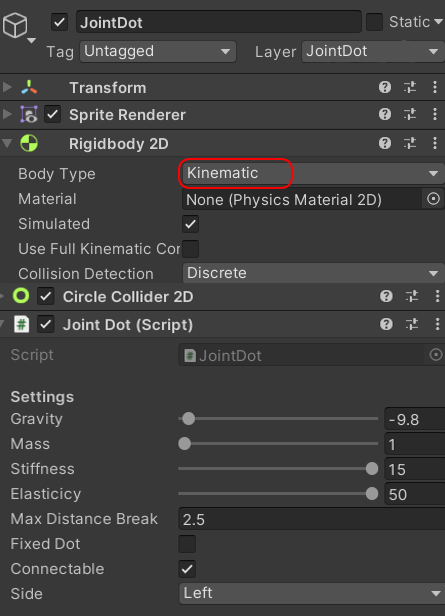 JointDot Static
Tag Untagged Layer JointDot
Transform
Sprite Renderer
Rigidbody 2D
Body Type Kinematic
Material None (Physics Material 2D)
Simulated
Use Full Kinematic Cor
Collision Detection Discrete
Circle Collider 2D
# Joint Dot (Script)
Script # JointDot
Settings
Gravity -9.8
Mass 1
Stiffness 15
Elasticicy 50
Max Distance Break 2.5
Fixed Dot
Connectable
Side Left